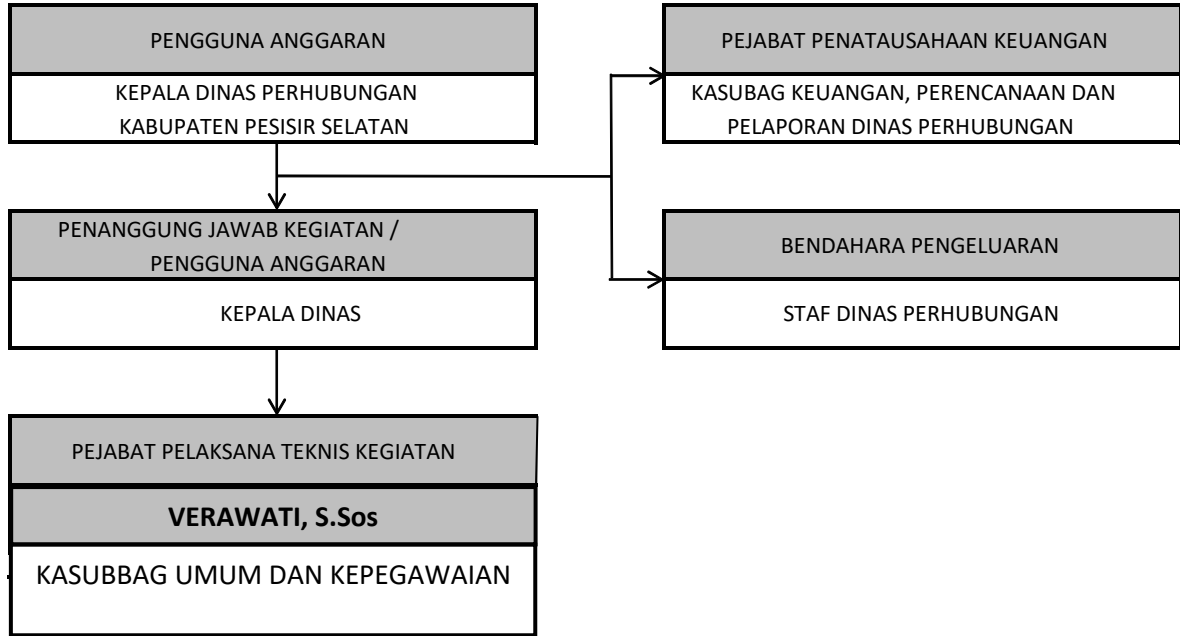 PENGGUNA ANGGARAN
KEPALA DINAS PERHUBUNGAN
KABUPATEN PESISIR SELATAN
PEJABAT PENATAUSAHAAN KEUANGAN
KASUBAG KEUANGAN, PERENCANAAN DAN
PELAPORAN DINAS PERHUBUNGAN
PENANGGUNG JAWAB KEGIATAN /
PENGGUNA ANGGARAN
KEPALA DINAS
BENDAHARA PENGELUARAN
STAF DINAS PERHUBUNGAN
PEJABAT PELAKSANA TEKNIS KEGIATAN
VERAWATI, S.Sos
KASUBBAG UMUM DAN KEPEGAWAIAN